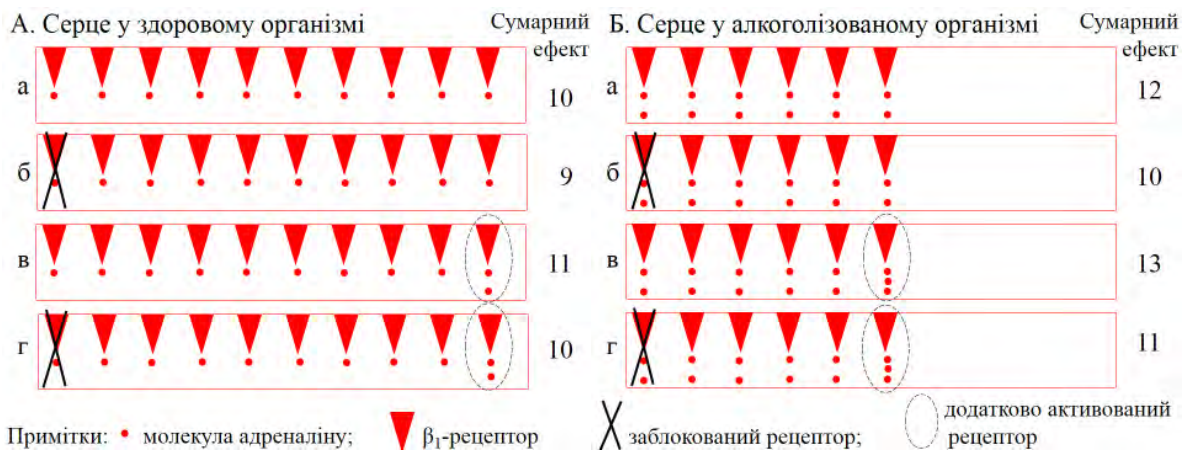 А. Серце у здоровому організмі
Сумарний
ефект
а
10
б
9
в
11
г
10
Б. Серце у алкоголізованому організмі
Сумарний
ефект
а
12
б
10
в
13
г
11
Примітки: • молекула адреналіну;
β₁-рецептор
заблокований рецептор;
додатково активований
рецептор